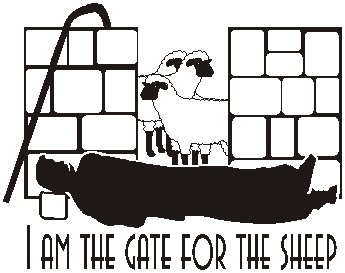 I AM THE GATE FOR THE SHEEP